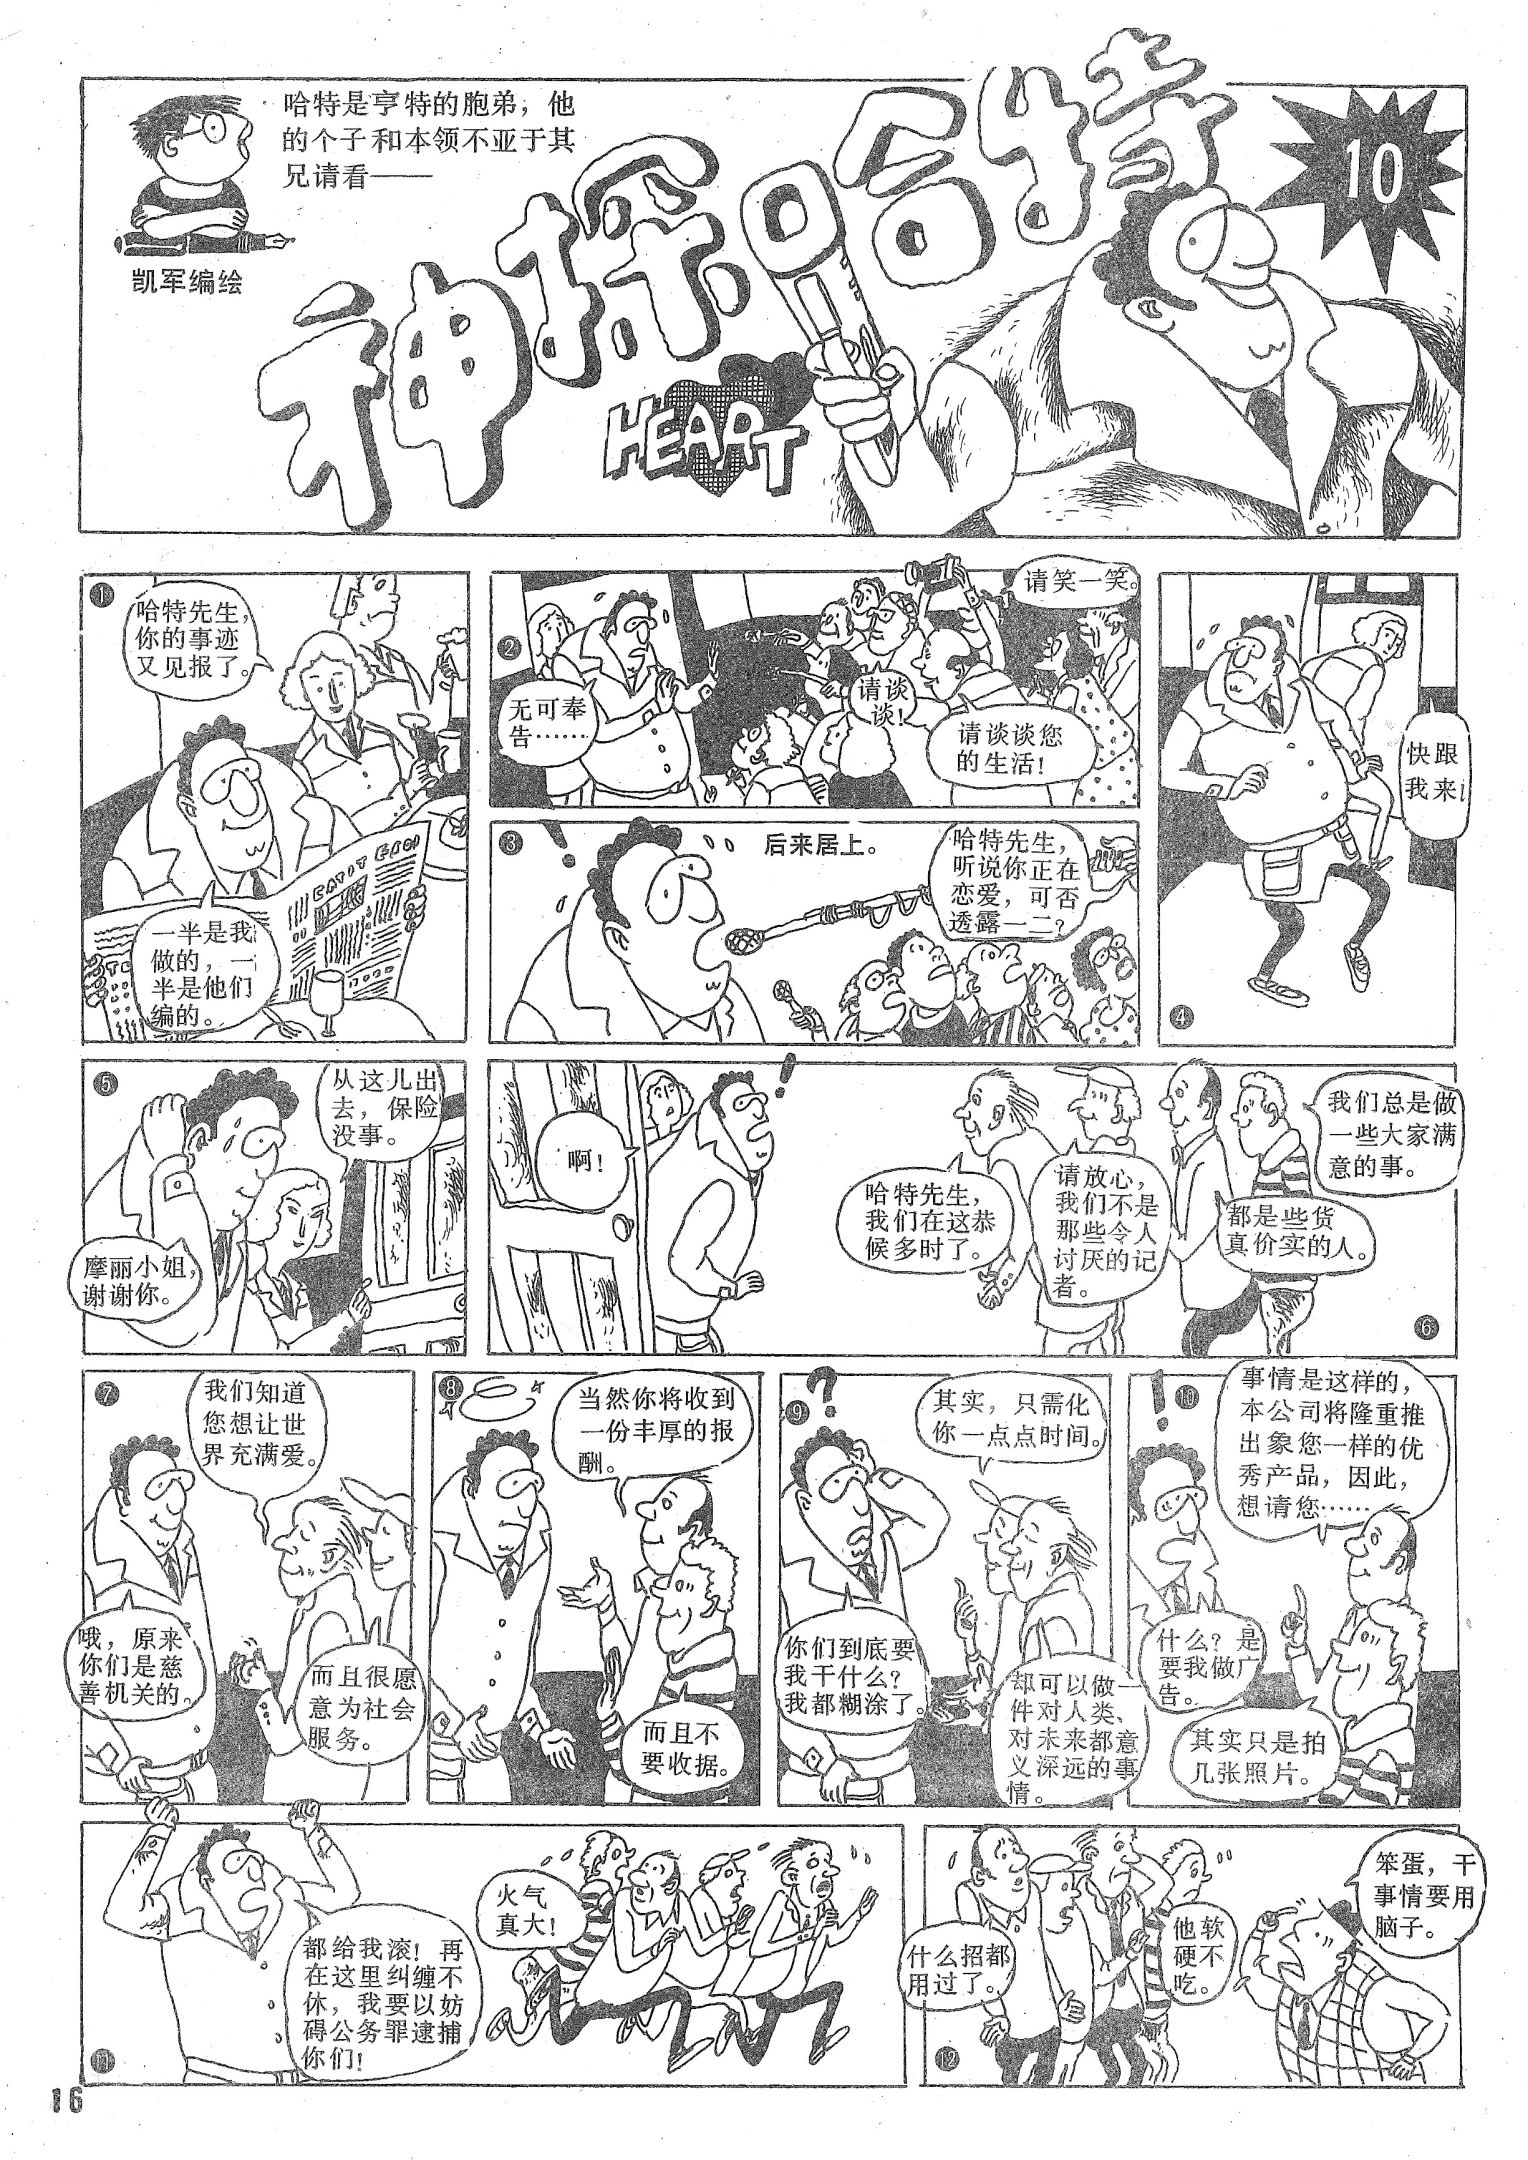 哈特是亨特的胞弟，他
的个子和本领不亚于其
兄请看——
凯军编绘
神探哈特
HEART
10
1
哈特先生，
你的事迹
又见报了。
一半是我
做的，一
半是他们
编的。
2
无可奉
告……
请谈
谈！
请谈谈您
的生活！
请笑一笑。
3
后来居上。
哈特先生，
听说你正在
恋爱，可否
透露一二？
快跟
我来！
4
5
从这儿出
去，保险
没事。
摩丽小姐，
谢谢你。
啊！
哈特先生，
我们在这恭
候多时了。
请放心，
我们不是
那些令人
讨厌的记
者。
我们总是做
一些大家满
意的事。
都是些货
真价实的人。
6
7
我们知道
您想让世
界充满爱。
哦，原来
你们是慈
善机关的。
而且很愿
意为社会
服务。
8
当然你将收到
一份丰厚的报
酬。
而且不
要收据。
9
?
其实，只需化
你一点点时间。
你们到底要
我干什么？
我都糊涂了。
却可以做一
件对人类、
对未来都意
义深远的事
情。
!
10
事情是这样的，
本公司将隆重推
出象您一样的优
秀产品，因此，
想请您……
什么？是
要我做广
告。
其实只是拍
几张照片。
都给我滚！再
在这里纠缠不
休，我要以妨
碍公务罪逮捕
你们！
火气
真大！
11
什么招都
用过了。
他软
硬不
吃。
笨蛋，干
事情要用
脑子。
12
16